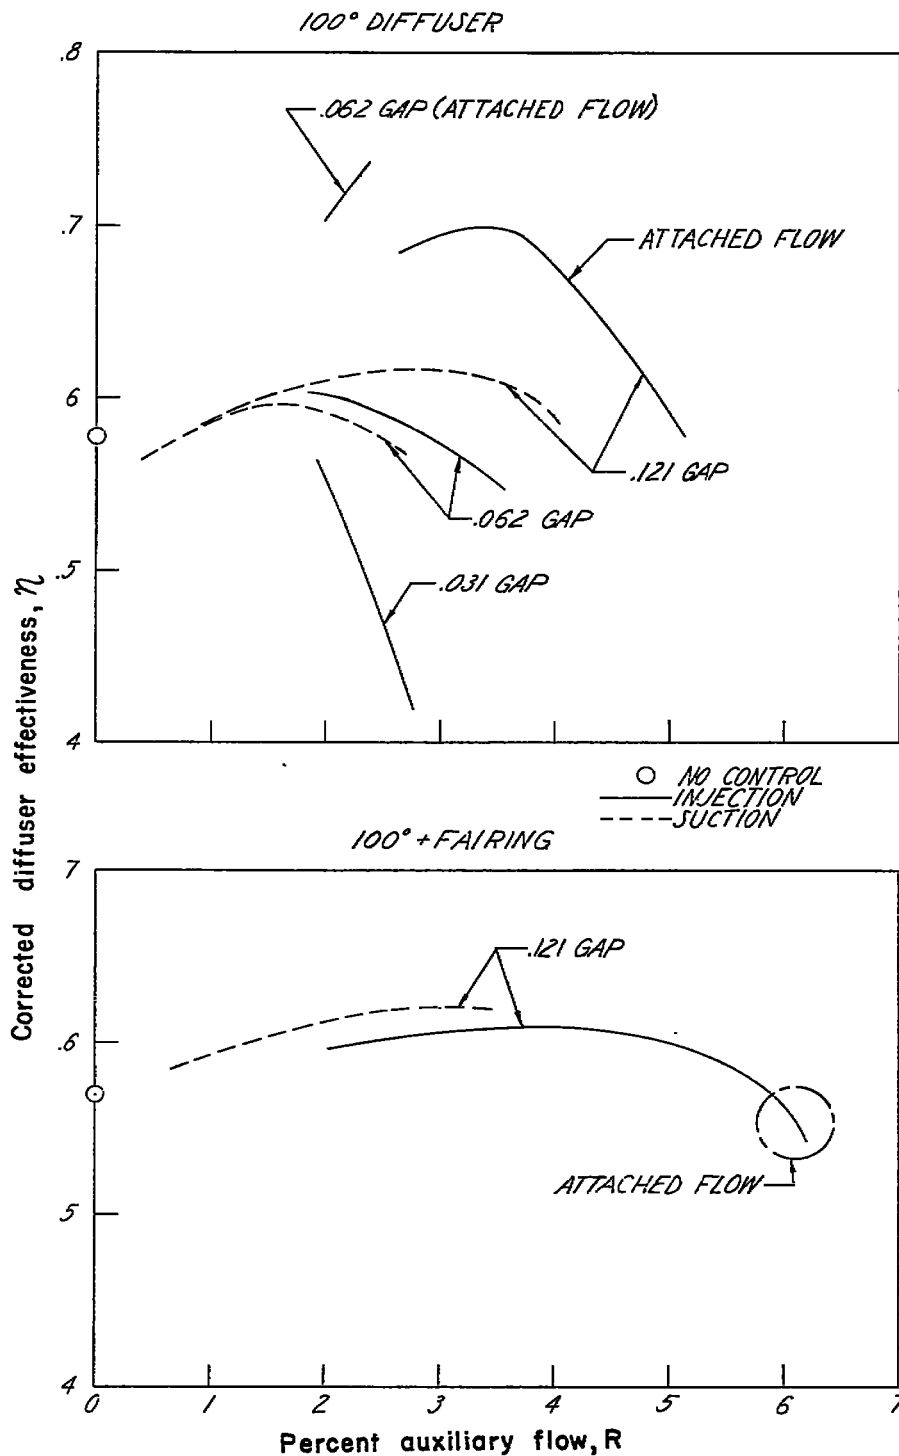 100° DIFFUSER
.8
.062 GAP (ATTACHED FLOW)
.7
ATTACHED FLOW
.6
.121 GAP
.062 GAP
.5
.031 GAP
.4
NO CONTROL
INJECTION
SUCTION
100° + FAIRING
.7
.121 GAP
.6
ATTACHED FLOW
.5
.4
0 1 2 3 4 5 6 7
Percent auxiliary flow, R
Corrected diffuser effectiveness, η